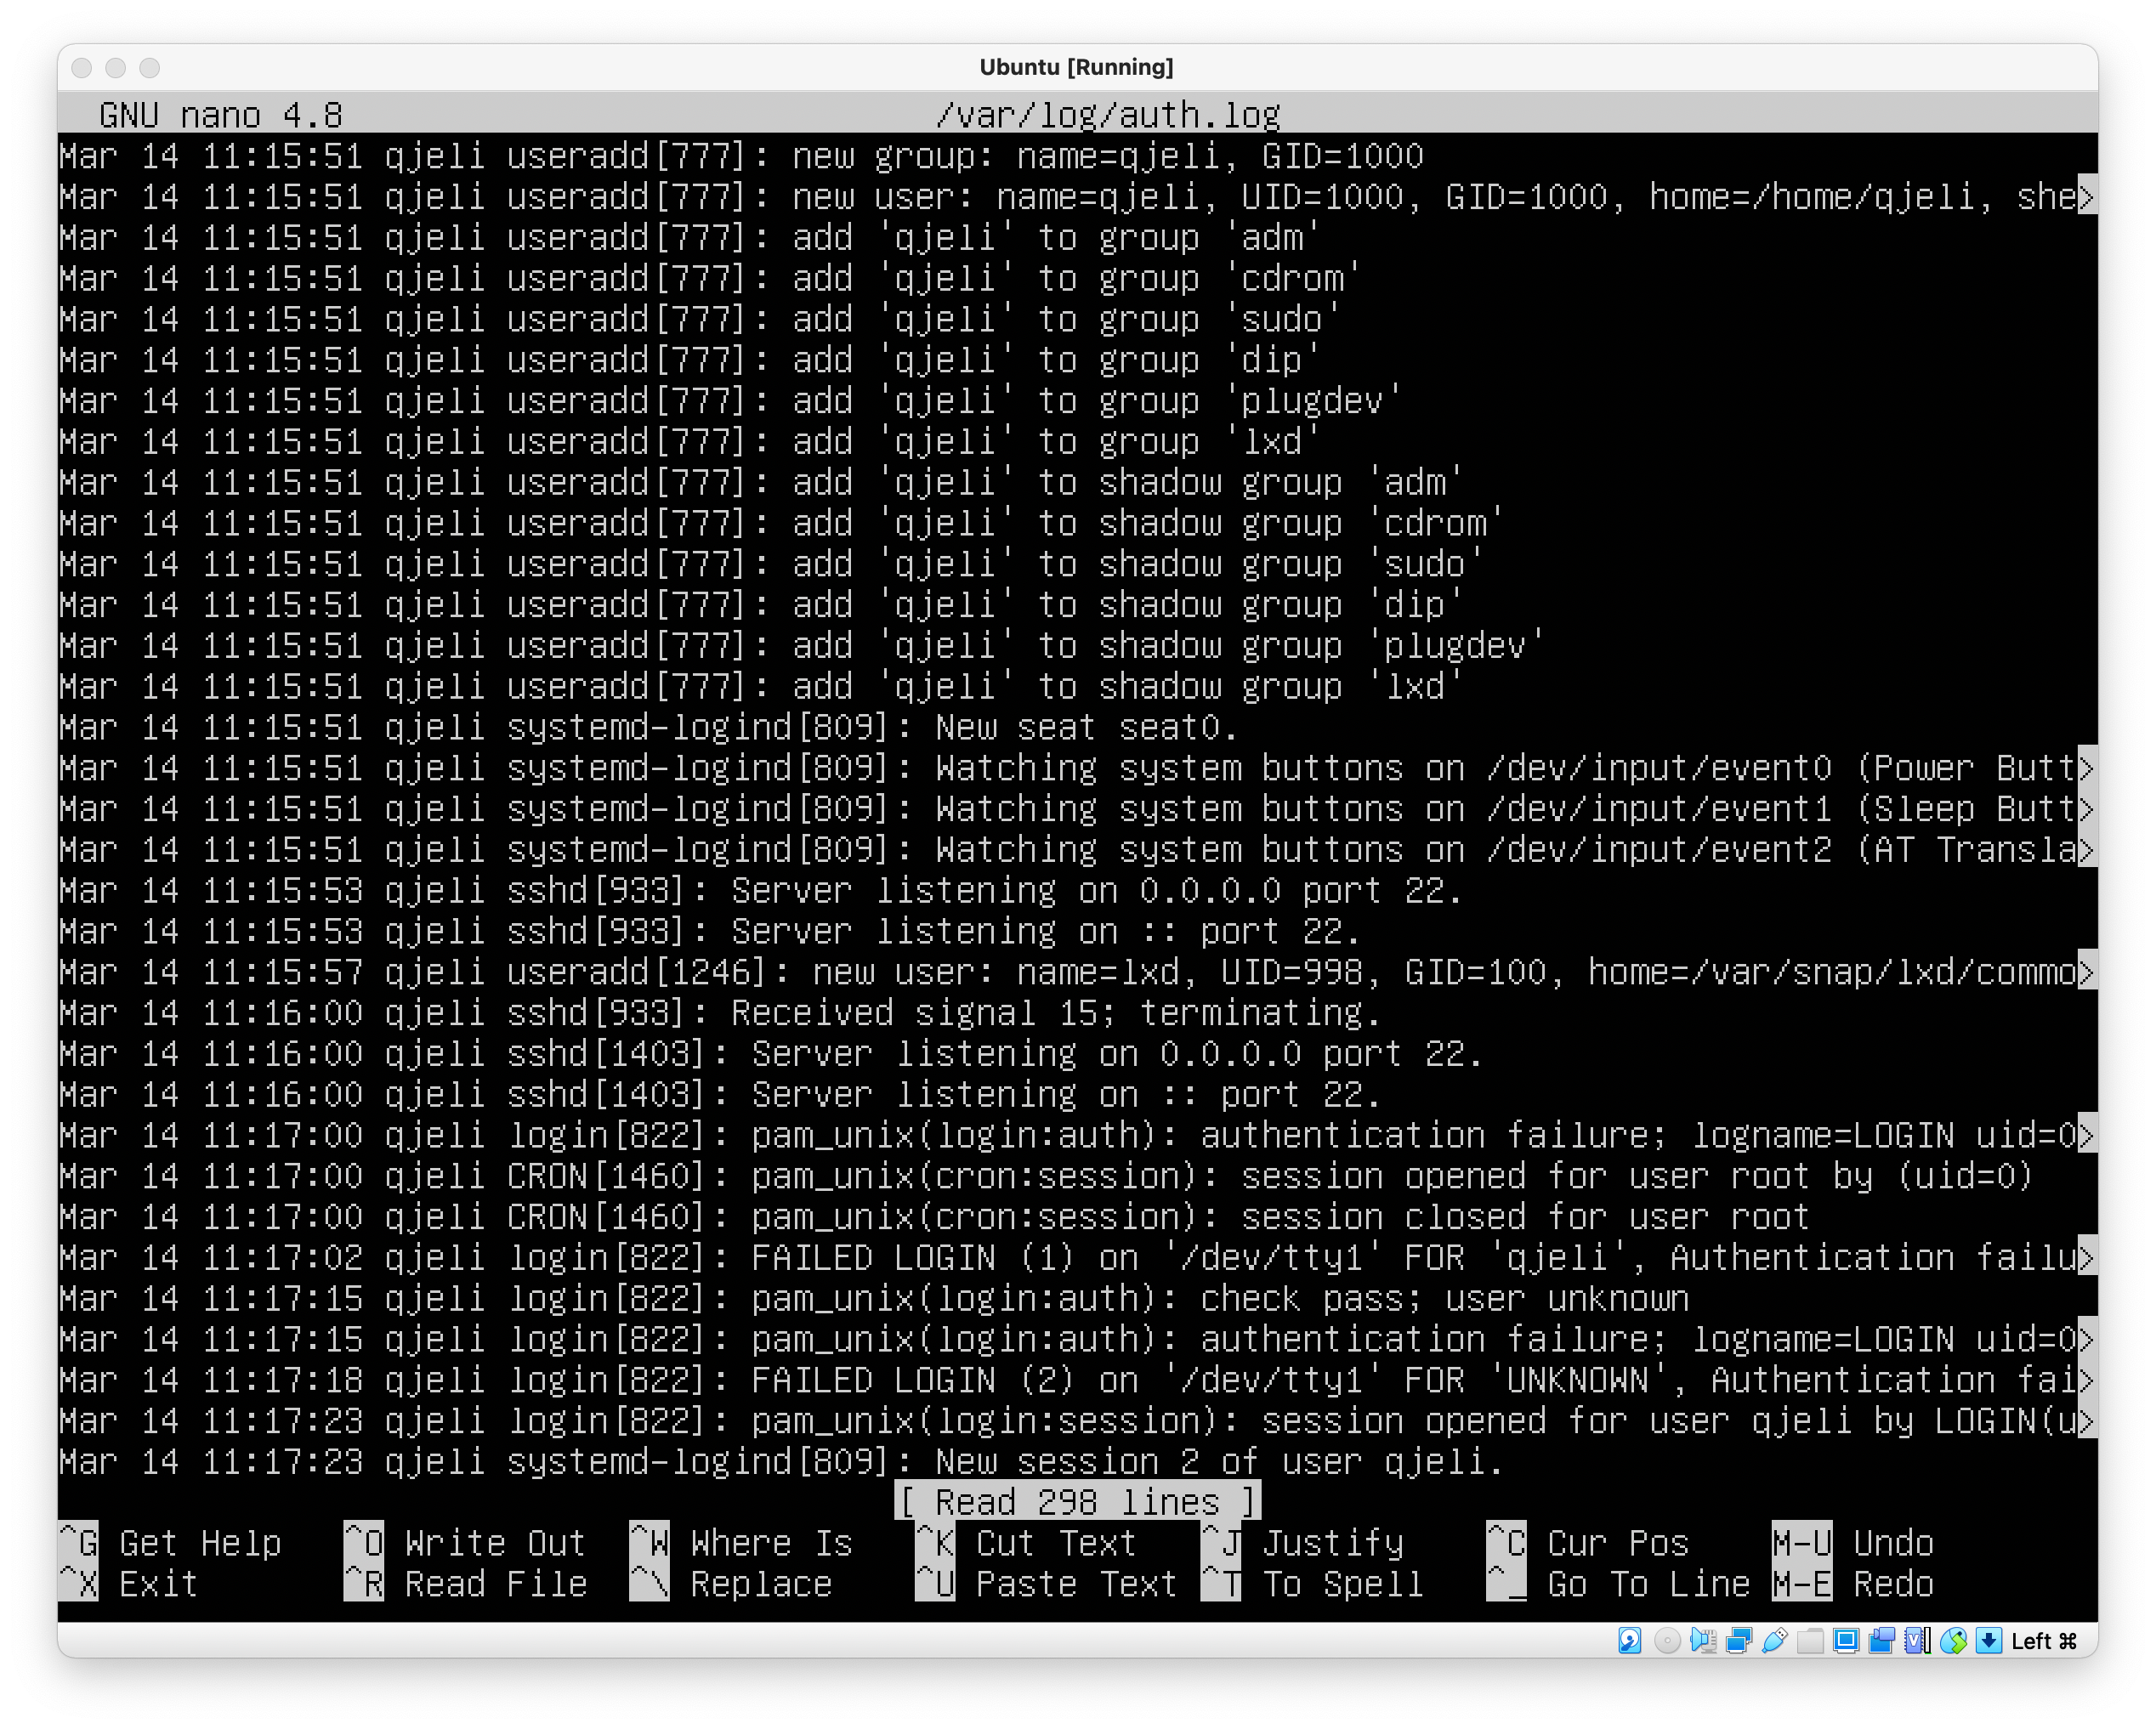 Ubuntu [Running]
GNU nano 4.8 /var/log/auth.log
Mar 14 11:15:51 qjeli useradd[777]: new group: name=qjeli, GID=1000
Mar 14 11:15:51 qjeli useradd[777]: new user: name=qjeli, UID=1000, GID=1000, home=/home/qjeli, she>
Mar 14 11:15:51 qjeli useradd[777]: add 'qjeli' to group 'adm'
Mar 14 11:15:51 qjeli useradd[777]: add 'qjeli' to group 'cdrom'
Mar 14 11:15:51 qjeli useradd[777]: add 'qjeli' to group 'sudo'
Mar 14 11:15:51 qjeli useradd[777]: add 'qjeli' to group 'dip'
Mar 14 11:15:51 qjeli useradd[777]: add 'qjeli' to group 'plugdev'
Mar 14 11:15:51 qjeli useradd[777]: add 'qjeli' to group 'lxd'
Mar 14 11:15:51 qjeli useradd[777]: add 'qjeli' to shadow group 'adm'
Mar 14 11:15:51 qjeli useradd[777]: add 'qjeli' to shadow group 'cdrom'
Mar 14 11:15:51 qjeli useradd[777]: add 'qjeli' to shadow group 'sudo'
Mar 14 11:15:51 qjeli useradd[777]: add 'qjeli' to shadow group 'dip'
Mar 14 11:15:51 qjeli useradd[777]: add 'qjeli' to shadow group 'plugdev'
Mar 14 11:15:51 qjeli useradd[777]: add 'qjeli' to shadow group 'lxd'
Mar 14 11:15:51 qjeli systemd-logind[809]: New seat seat0.
Mar 14 11:15:51 qjeli systemd-logind[809]: Watching system buttons on /dev/input/event0 (Power Butt>
Mar 14 11:15:51 qjeli systemd-logind[809]: Watching system buttons on /dev/input/event1 (Sleep Butt>
Mar 14 11:15:51 qjeli systemd-logind[809]: Watching system buttons on /dev/input/event2 (AT Transla>
Mar 14 11:15:53 qjeli sshd[933]: Server listening on 0.0.0.0 port 22.
Mar 14 11:15:53 qjeli sshd[933]: Server listening on :: port 22.
Mar 14 11:15:57 qjeli useradd[1246]: new user: name=lxd, UID=998, GID=100, home=/var/snap/lxd/commo>
Mar 14 11:16:00 qjeli sshd[933]: Received signal 15; terminating.
Mar 14 11:16:00 qjeli sshd[1403]: Server listening on 0.0.0.0 port 22.
Mar 14 11:16:00 qjeli sshd[1403]: Server listening on :: port 22.
Mar 14 11:17:00 qjeli login[822]: pam_unix(login:auth): authentication failure; logname=LOGIN uid=0>
Mar 14 11:17:00 qjeli CRON[1460]: pam_unix(cron:session): session opened for user root by (uid=0)
Mar 14 11:17:00 qjeli CRON[1460]: pam_unix(cron:session): session closed for user root
Mar 14 11:17:02 qjeli login[822]: FAILED LOGIN (1) on '/dev/tty1' FOR 'qjeli', Authentication failu>
Mar 14 11:17:15 qjeli login[822]: pam_unix(login:auth): check pass; user unknown
Mar 14 11:17:15 qjeli login[822]: pam_unix(login:auth): authentication failure; logname=LOGIN uid=0>
Mar 14 11:17:18 qjeli login[822]: FAILED LOGIN (2) on '/dev/tty1' FOR 'UNKNOWN', Authentication fai>
Mar 14 11:17:23 qjeli login[822]: pam_unix(login:session): session opened for user qjeli by LOGIN(u>
Mar 14 11:17:23 qjeli systemd-logind[809]: New session 2 of user qjeli.
[ Read 298 lines ]
^G Get Help ^O Write Out ^W Where Is ^K Cut Text ^J Justify ^C Cur Pos M-U Undo
^X Exit ^R Read File ^\ Replace ^U Paste Text ^T To Spell ^_ Go To Line M-E Redo
Left ⌘